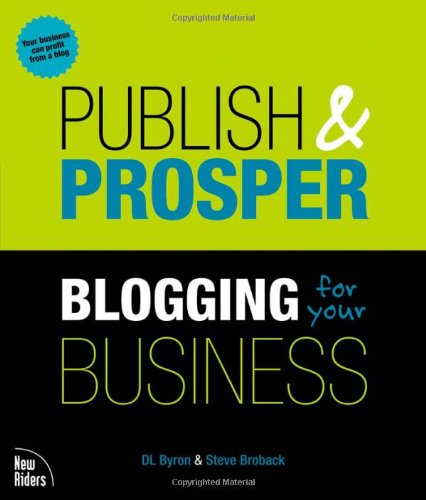 Copyrighted Material
Your business
can profit
from a blog
PUBLISH &
PROSPER
BLOGGING for
your
BUSINESS
DL Byron & Steve Broback
New
Riders
Copyrighted Material